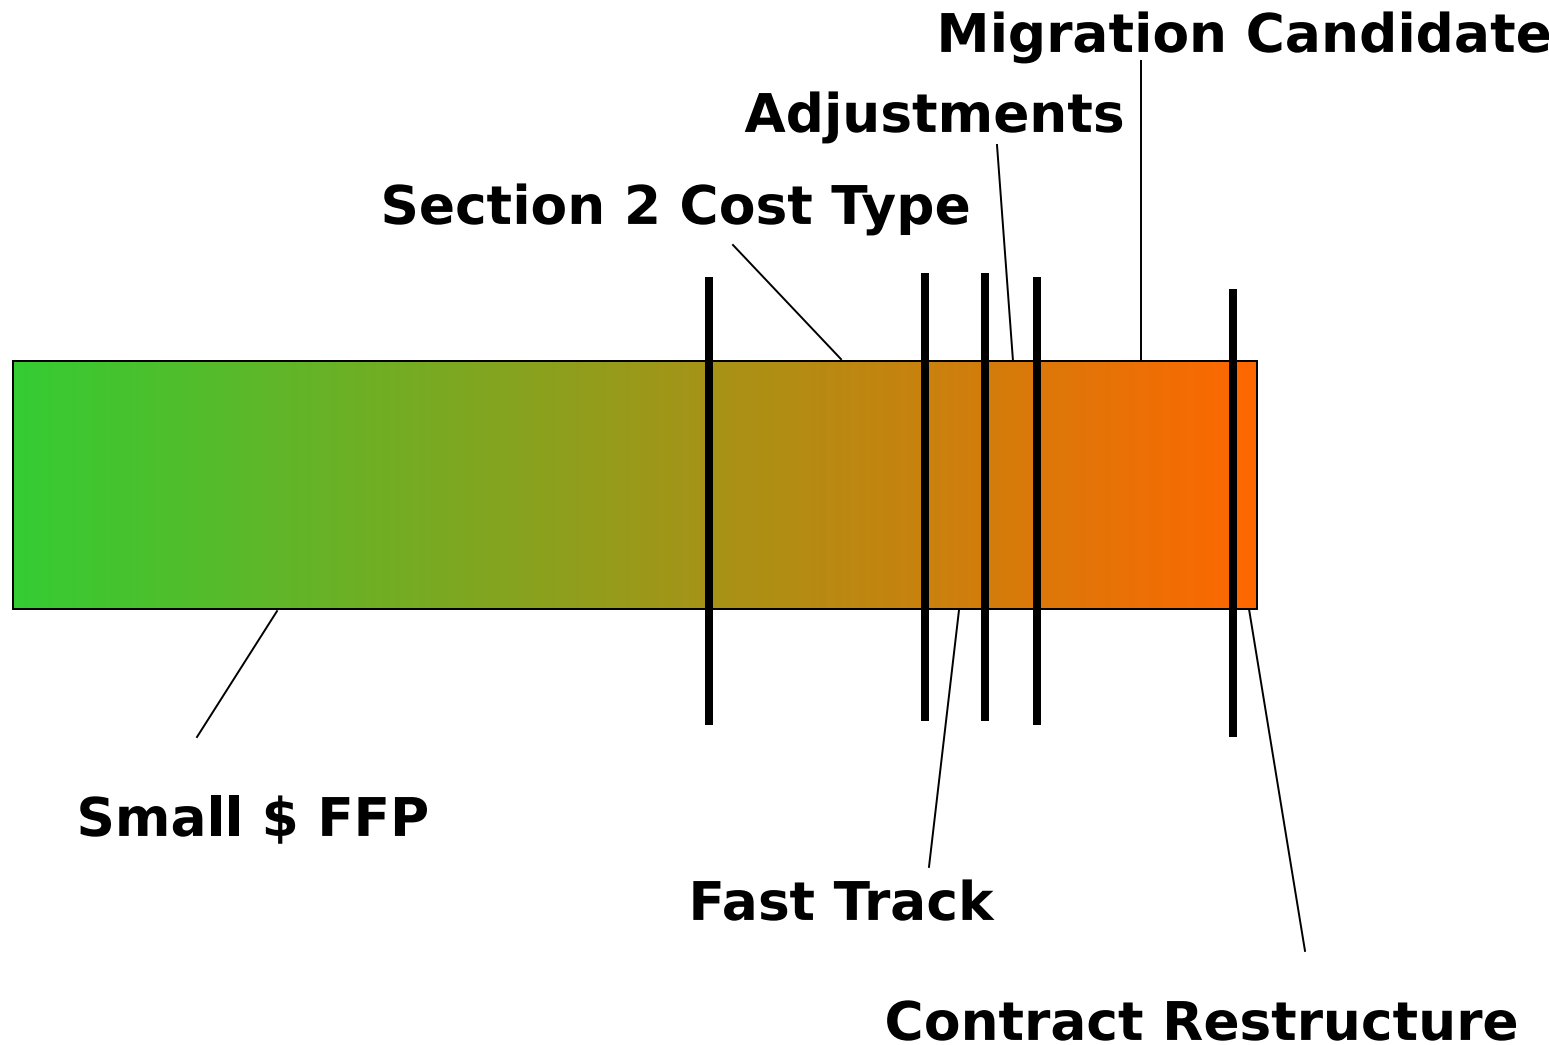 Migration Candidate
Adjustments
Section 2 Cost Type
Small $ FFP
Fast Track
Contract Restructure